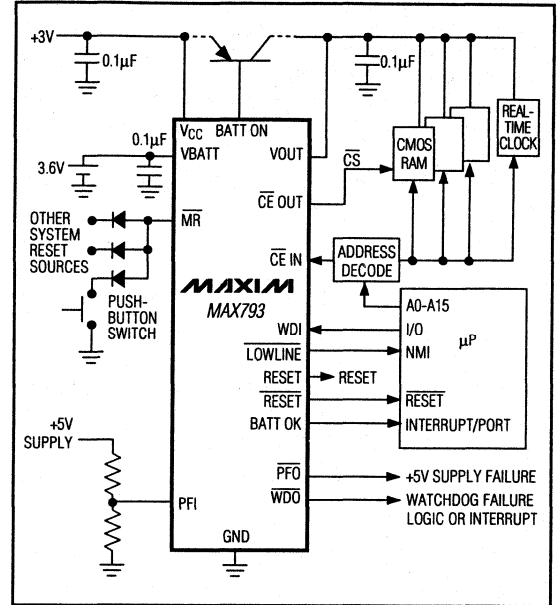 +3V
0.1µF
0.1µF
VCC BATT ON
0.1µF
VBATT
VOUT
3.6V
CS
CMOS
RAM
REAL-
TIME
CLOCK
CE OUT
OTHER
SYSTEM
RESET
SOURCES
MR
CE IN
ADDRESS
DECODE
MAXIM
MAX793
PUSH-
BUTTON
SWITCH
A0-A15
WDI
I/O
µP
LOWLINE
NMI
RESET
RESET
RESET
RESET
BATT OK
INTERRUPT/PORT
+5V
SUPPLY
PFO
+5V SUPPLY FAILURE
PFI
WDO
WATCHDOG FAILURE
LOGIC OR INTERRUPT
GND